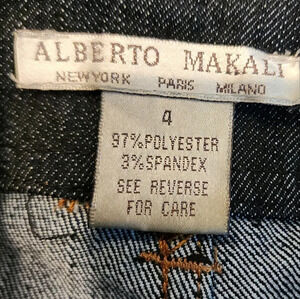 ALBERTO MAKALI
NEWYORK PARIS MILANO
4
97%POLYESTER
3%SPANDEX
SEE REVERSE
FOR CARE